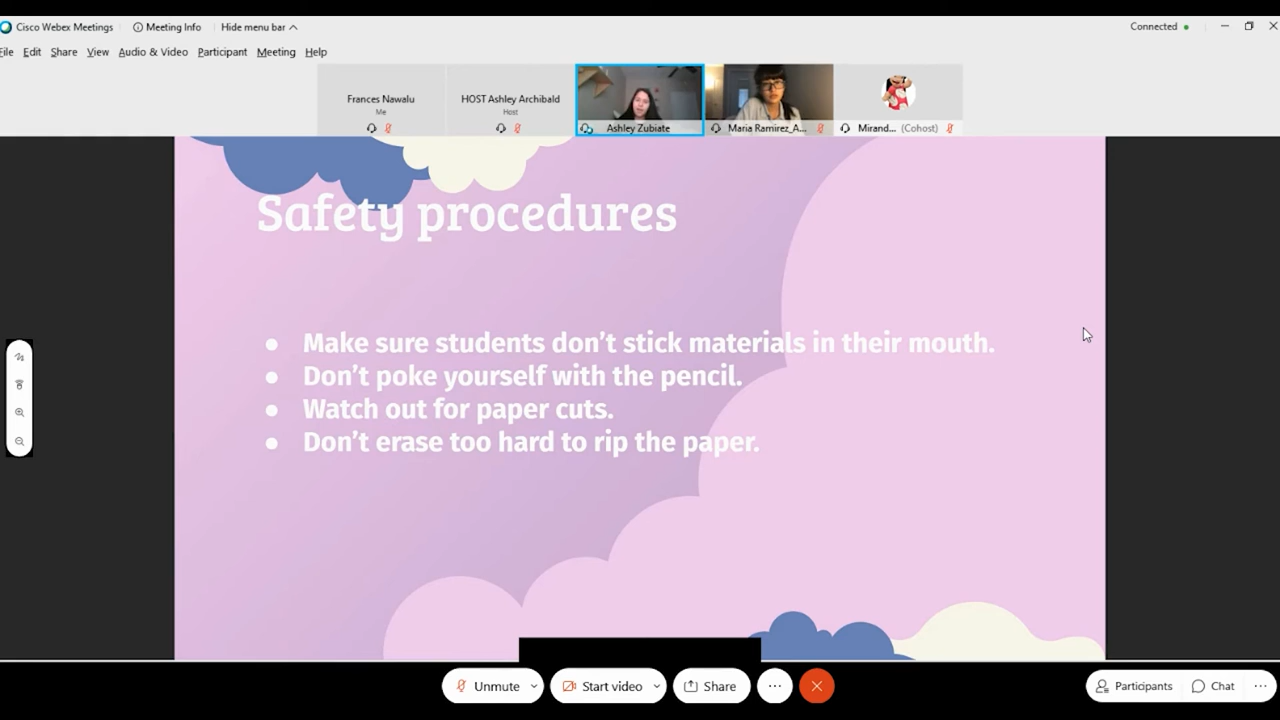 Cisco Webex Meetings
Meeting Info
Hide menu bar
Connected
File Edit Share View Audio & Video Participant Meeting Help
Frances Nawalu
Me
HOST Ashley Archibald
Host
Ashley Zubiate
Maria Ramirez_A...
Mirand... (Cohost)
Safety procedures
● Make sure students don't stick materials in their mouth.
● Don't poke yourself with the pencil.
● Watch out for paper cuts.
● Don't erase too hard to rip the paper.
Unmute
Start video
Share
Participants
Chat